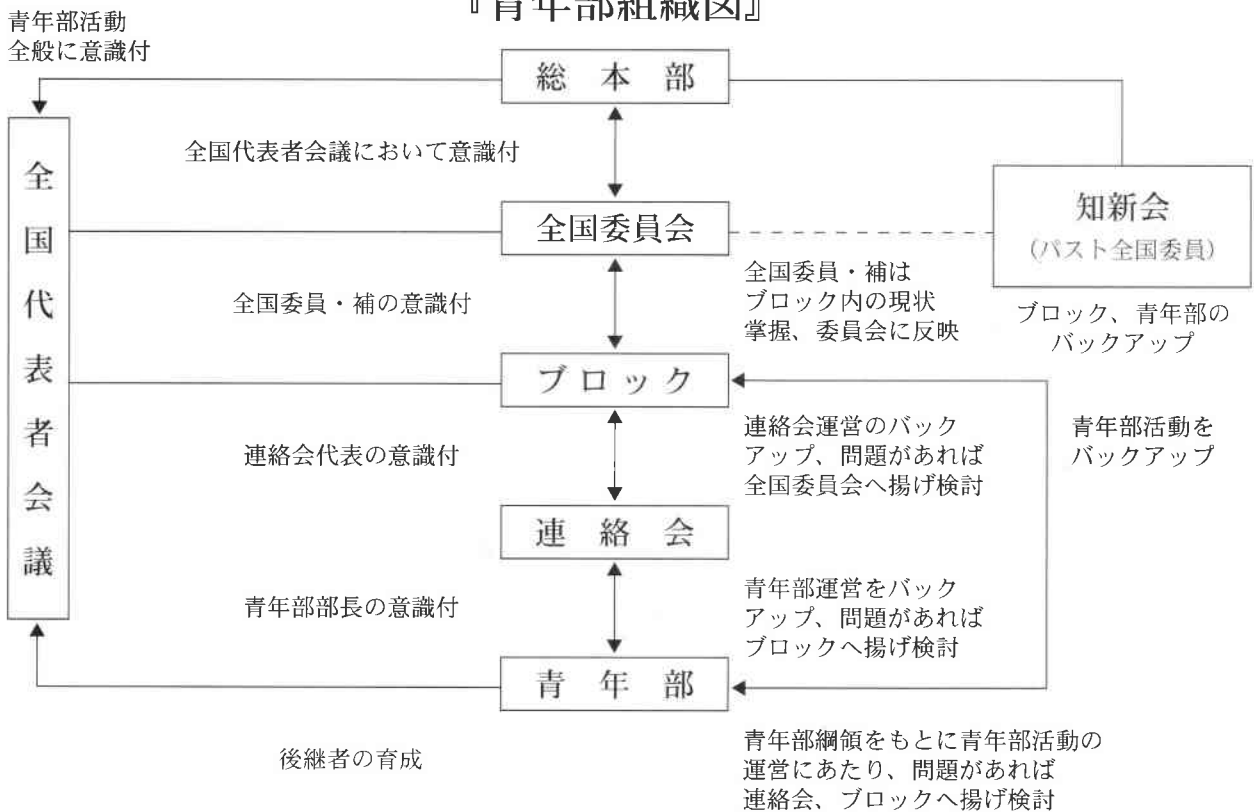 『青年部組織図』
青年部活動
全般に意識付
総本部
全国代表者会議において意識付
全国代表者会議
知新会
（パスト全国委員）
全国委員会
全国委員・補の意識付
全国委員・補は
ブロック内の現状
掌握、委員会に反映
ブロック、青年部の
バックアップ
ブロック
連絡会代表の意識付
連絡会運営のバック
アップ、問題があれば
全国委員会へ揚げ検討
青年部活動を
バックアップ
連絡会
青年部部長の意識付
青年部運営をバック
アップ、問題があれば
ブロックへ揚げ検討
青年部
後継者の育成
青年部綱領をもとに青年部活動の
運営にあたり、問題があれば
連絡会、ブロックへ揚げ検討